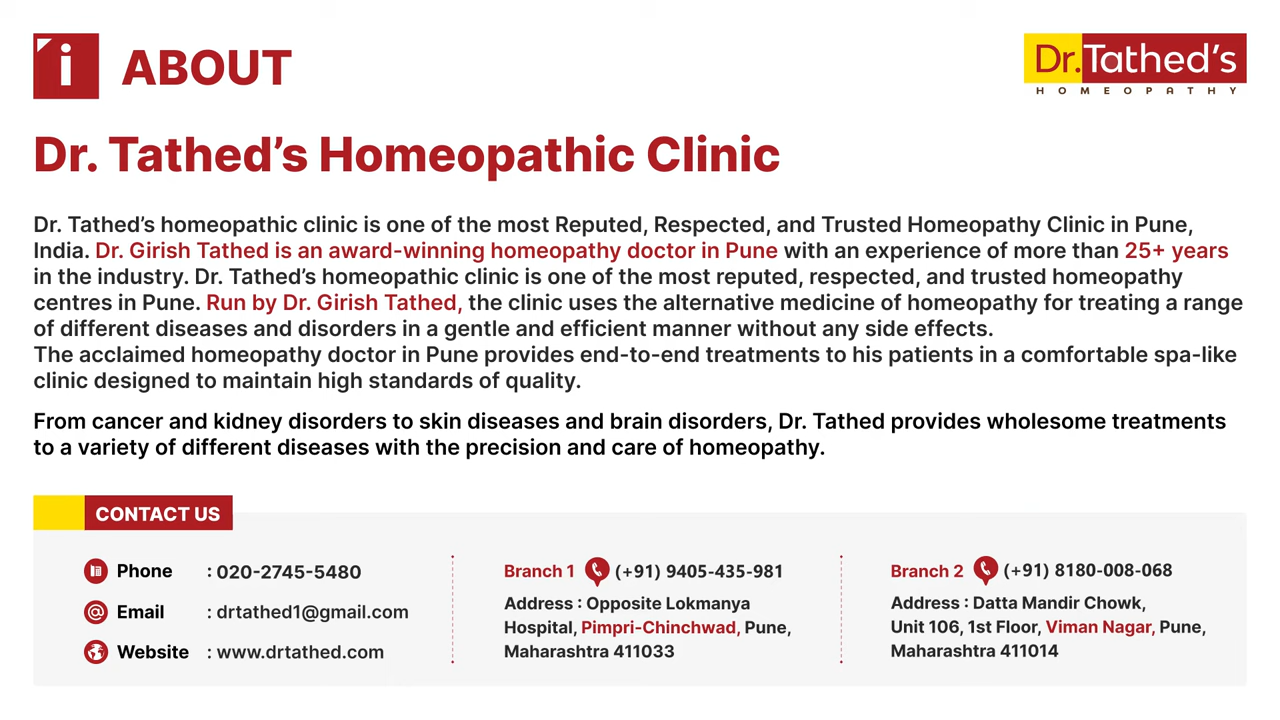 i ABOUT
Dr.Tathed's
HOMEOPATHY
Dr. Tathed's Homeopathic Clinic
Dr. Tathed's homeopathic clinic is one of the most Reputed, Respected, and Trusted Homeopathy Clinic in Pune,
India. Dr. Girish Tathed is an award-winning homeopathy doctor in Pune with an experience of more than 25+ years
in the industry. Dr. Tathed's homeopathic clinic is one of the most reputed, respected, and trusted homeopathy
centres in Pune. Run by Dr. Girish Tathed, the clinic uses the alternative medicine of homeopathy for treating a range
of different diseases and disorders in a gentle and efficient manner without any side effects.
The acclaimed homeopathy doctor in Pune provides end-to-end treatments to his patients in a comfortable spa-like
clinic designed to maintain high standards of quality.
From cancer and kidney disorders to skin diseases and brain disorders, Dr. Tathed provides wholesome treatments
to a variety of different diseases with the precision and care of homeopathy.
CONTACT US
Phone : 020-2745-5480
Email : drtathed1@gmail.com
Website : www.drtathed.com
Branch 1 (+91) 9405-435-981
Address : Opposite Lokmanya
Hospital, Pimpri-Chinchwad, Pune,
Maharashtra 411033
Branch 2 (+91) 8180-008-068
Address : Datta Mandir Chowk,
Unit 106, 1st Floor, Viman Nagar, Pune,
Maharashtra 411014